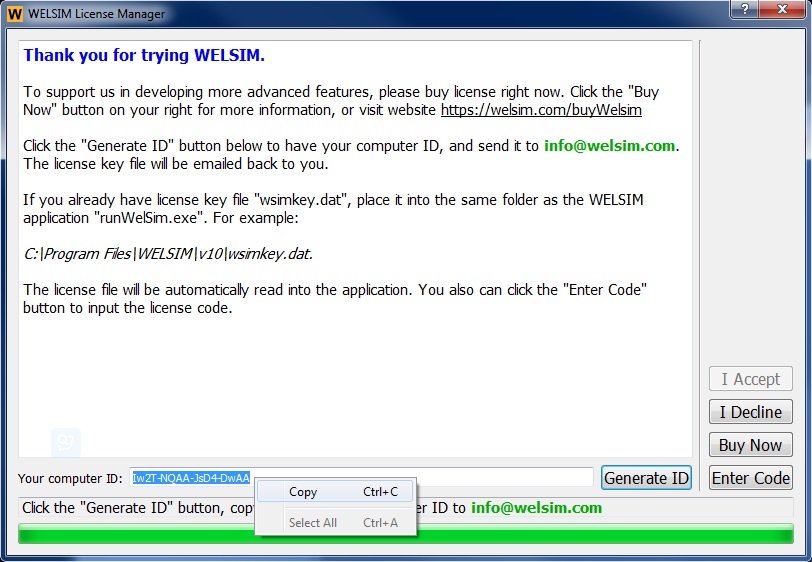 W WELSIM License Manager
?
Thank you for trying WELSIM.
To support us in developing more advanced features, please buy license right now. Click the "Buy
Now" button on your right for more information, or visit website https://welsim.com/buyWelsim
Click the "Generate ID" button below to have your computer ID, and send it to info@welsim.com.
The license key file will be emailed back to you.
If you already have license key file "wsimkey.dat", place it into the same folder as the WELSIM
application "runWelSim.exe". For example:
C:\Program Files\WELSIM\v10\wsimkey.dat.
The license file will be automatically read into the application. You also can click the "Enter Code"
button to input the license code.
I Accept
I Decline
Buy Now
Your computer ID: Iw2T-NQAA-JsD4-DwAA Generate ID Enter Code
Copy Ctrl+C
Click the "Generate ID" button, ID to info@welsim.com
Select All Ctrl+A